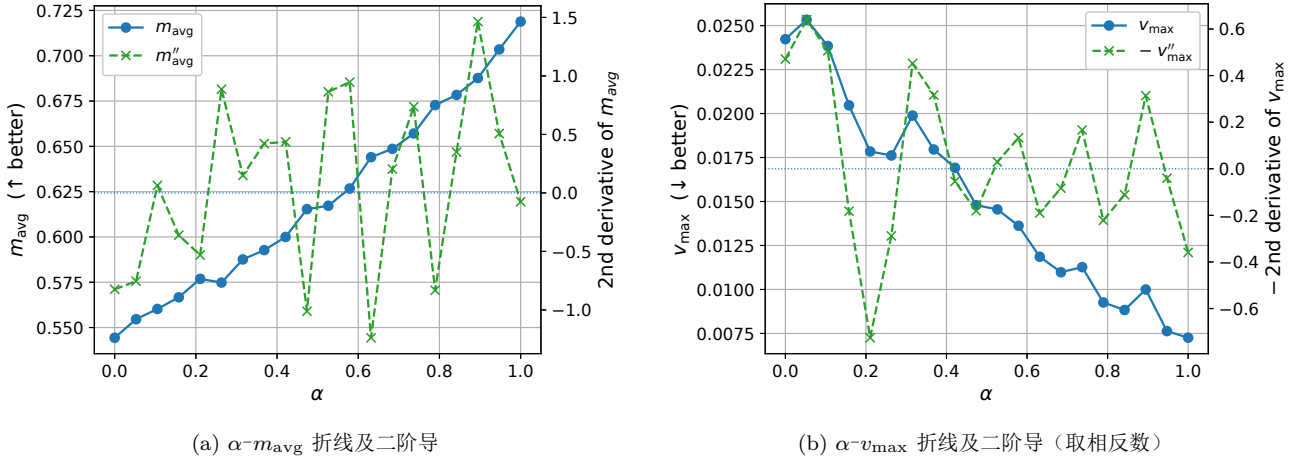 0.725
0.700
0.675
0.650
0.625
0.600
0.575
0.550
m_avg (↑ better)
m_avg
m″_avg
1.5
1.0
0.5
0.0
−0.5
−1.0
2nd derivative of m_avg
0.0 0.2 0.4 0.6 0.8 1.0
α
(a) α-m_avg 折线及二阶导
0.0250
0.0225
0.0200
0.0175
0.0150
0.0125
0.0100
0.0075
v_max (↓ better)
v_max
− v″_max
0.6
0.4
0.2
0.0
−0.2
−0.4
−0.6
− 2nd derivative of v_max
0.0 0.2 0.4 0.6 0.8 1.0
α
(b) α-v_max 折线及二阶导（取相反数）